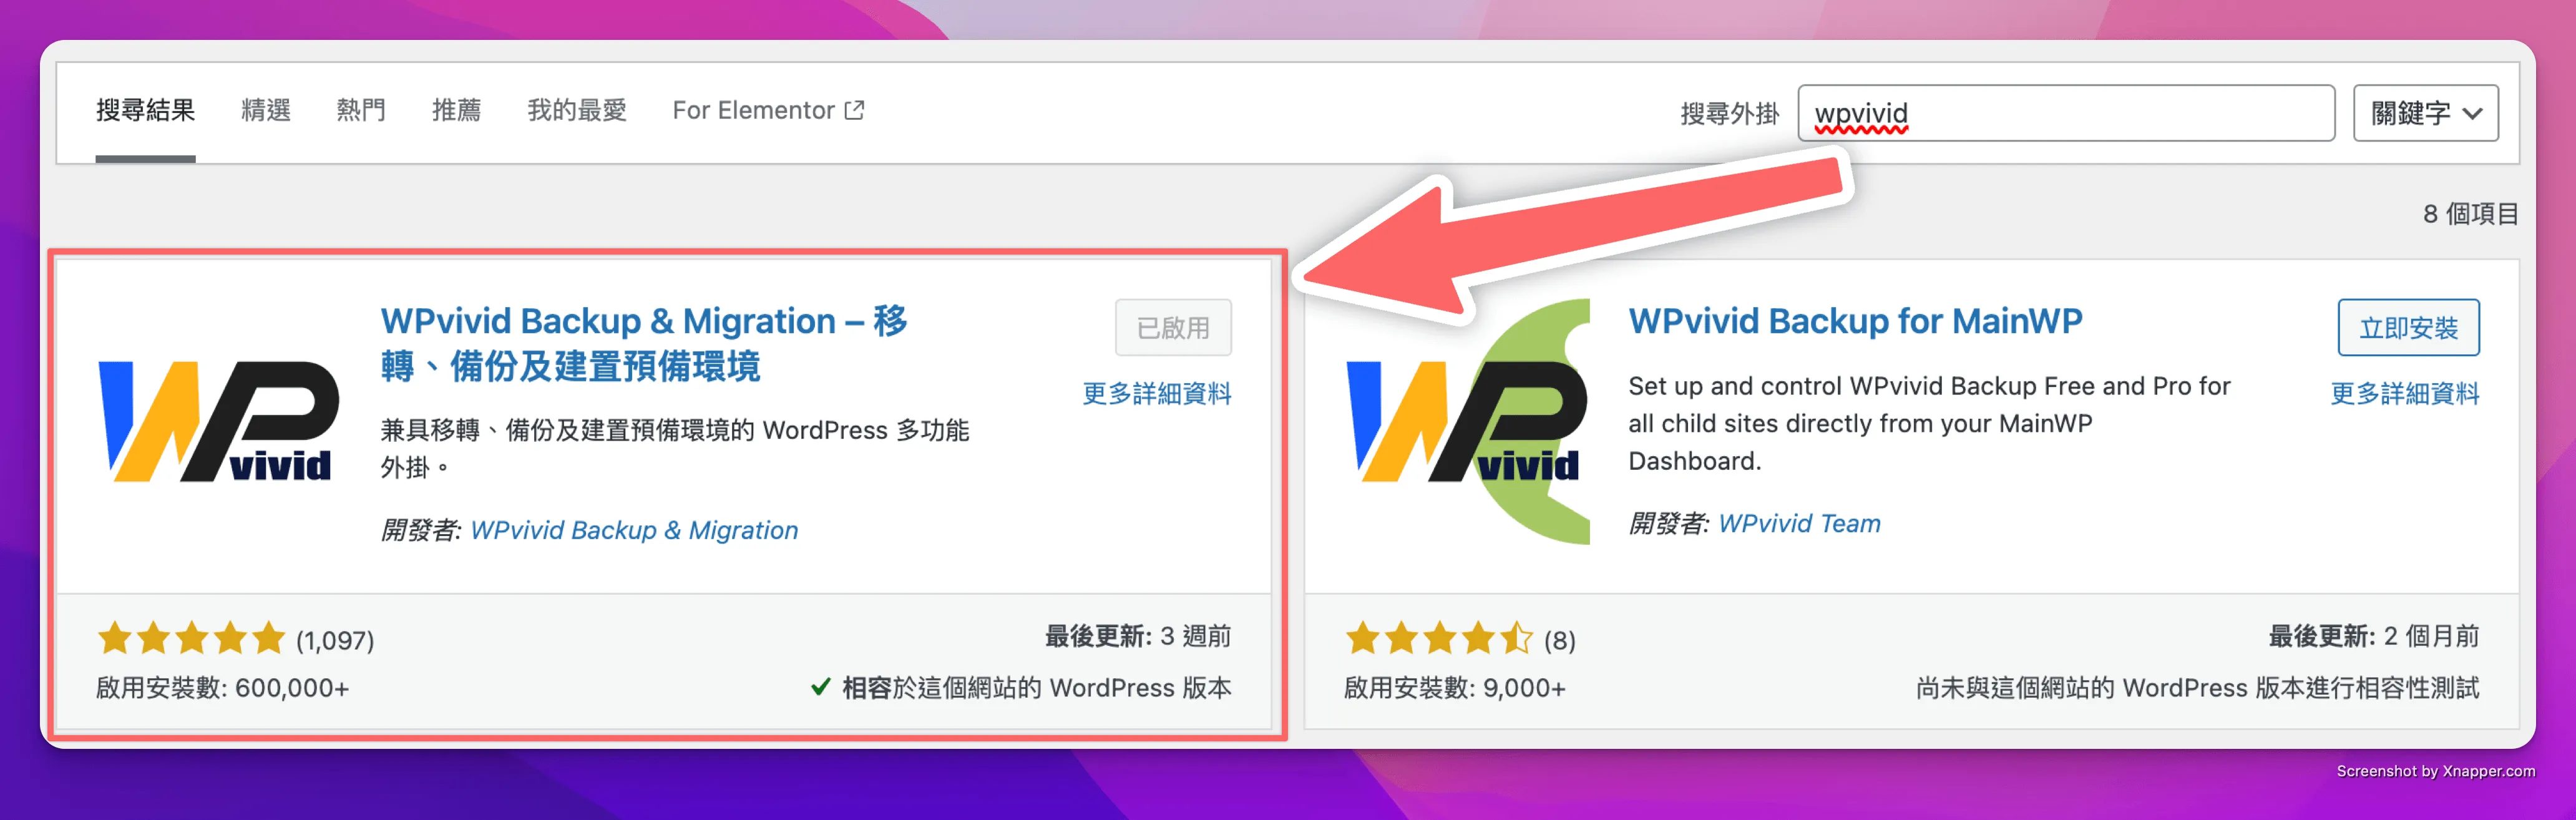 搜尋結果 精選 熱門 推薦 我的最愛 For Elementor 搜尋外掛 wpvivid 關鍵字
8 個項目
WPvivid Backup & Migration – 移
轉、備份及建置預備環境
已啟用
更多詳細資料
兼具移轉、備份及建置預備環境的 WordPress 多功能
外掛。
開發者: WPvivid Backup & Migration
WP
vivid
(1,097)
最後更新: 3 週前
啟用安裝數: 600,000+
相容於這個網站的 WordPress 版本
WPvivid Backup for MainWP
立即安裝
更多詳細資料
Set up and control WPvivid Backup Free and Pro for
all child sites directly from your MainWP
Dashboard.
開發者: WPvivid Team
WP
vivid
(8)
最後更新: 2 個月前
啟用安裝數: 9,000+
尚未與這個網站的 WordPress 版本進行相容性測試
Screenshot by Xnapper.com